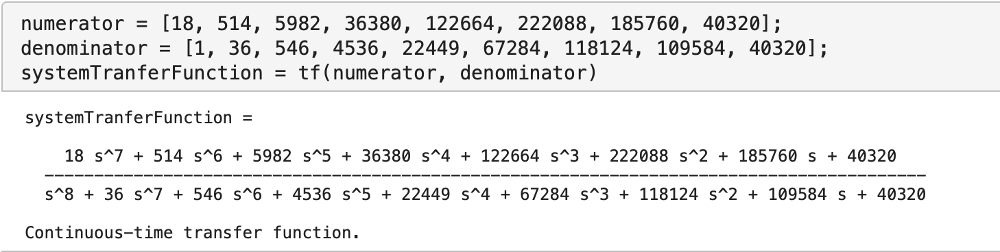 numerator = [18, 514, 5982, 36380, 122664, 222088, 185760, 40320];
denominator = [1, 36, 546, 4536, 22449, 67284, 118124, 109584, 40320];
systemTranferFunction = tf(numerator, denominator)
systemTranferFunction =
18 s^7 + 514 s^6 + 5982 s^5 + 36380 s^4 + 122664 s^3 + 222088 s^2 + 185760 s + 40320
-----------------------------------------------------------------------------------------
s^8 + 36 s^7 + 546 s^6 + 4536 s^5 + 22449 s^4 + 67284 s^3 + 118124 s^2 + 109584 s + 40320
Continuous-time transfer function.